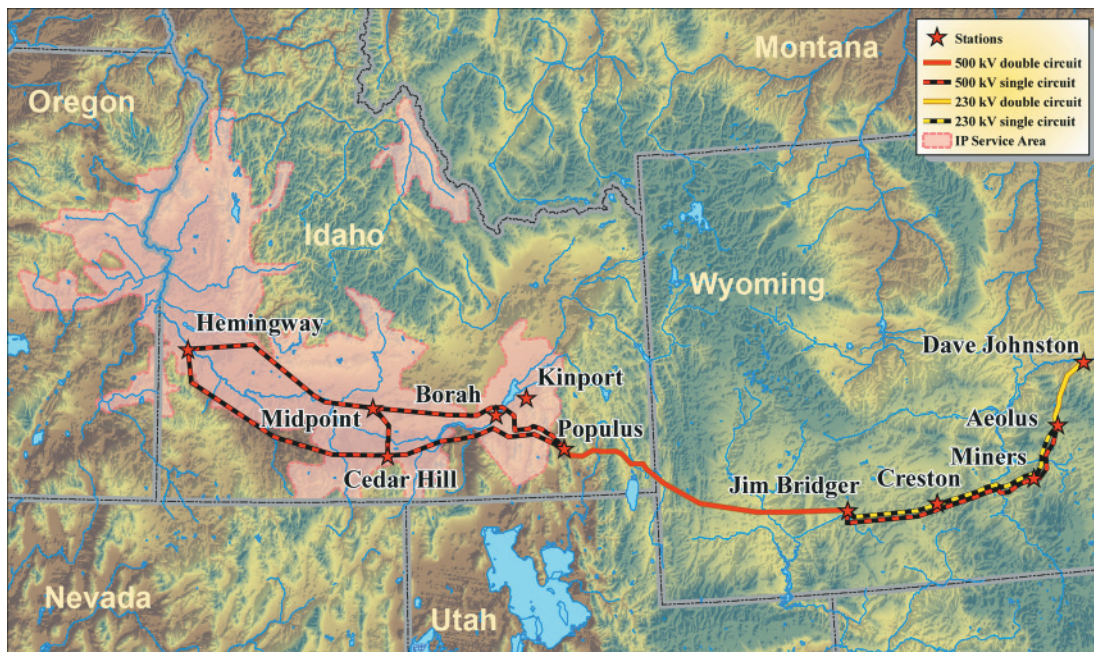 Montana
Stations
500 kV double circuit
500 kV single circuit
230 kV double circuit
230 kV single circuit
IP Service Area
Oregon
Idaho
Wyoming
Hemingway
Dave Johnston
Borah
Kinport
Midpoint
Populus
Aeolus
Miners
Cedar Hill
Jim Bridger
Creston
Nevada
Utah